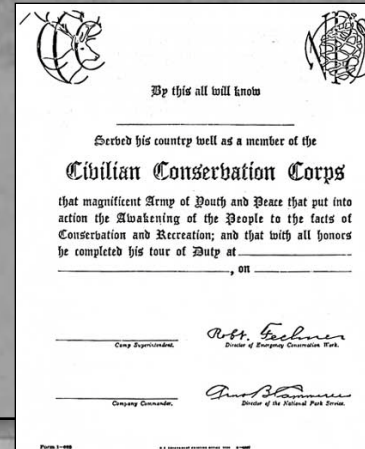 By this all will know
Served his country well as a member of the
Civilian Conservation Corps
that magnificent Army of Youth and Peace that put into
action the Awakening of the People to the facts of
Conservation and Recreation; and that with all honors
he completed his tour of Duty at
, on
Robt. Fechner
Camp Superintendent.
Director of Emergency Conservation Work.
Arno B. Cammerer
Company Commander.
Director of the National Park Service.